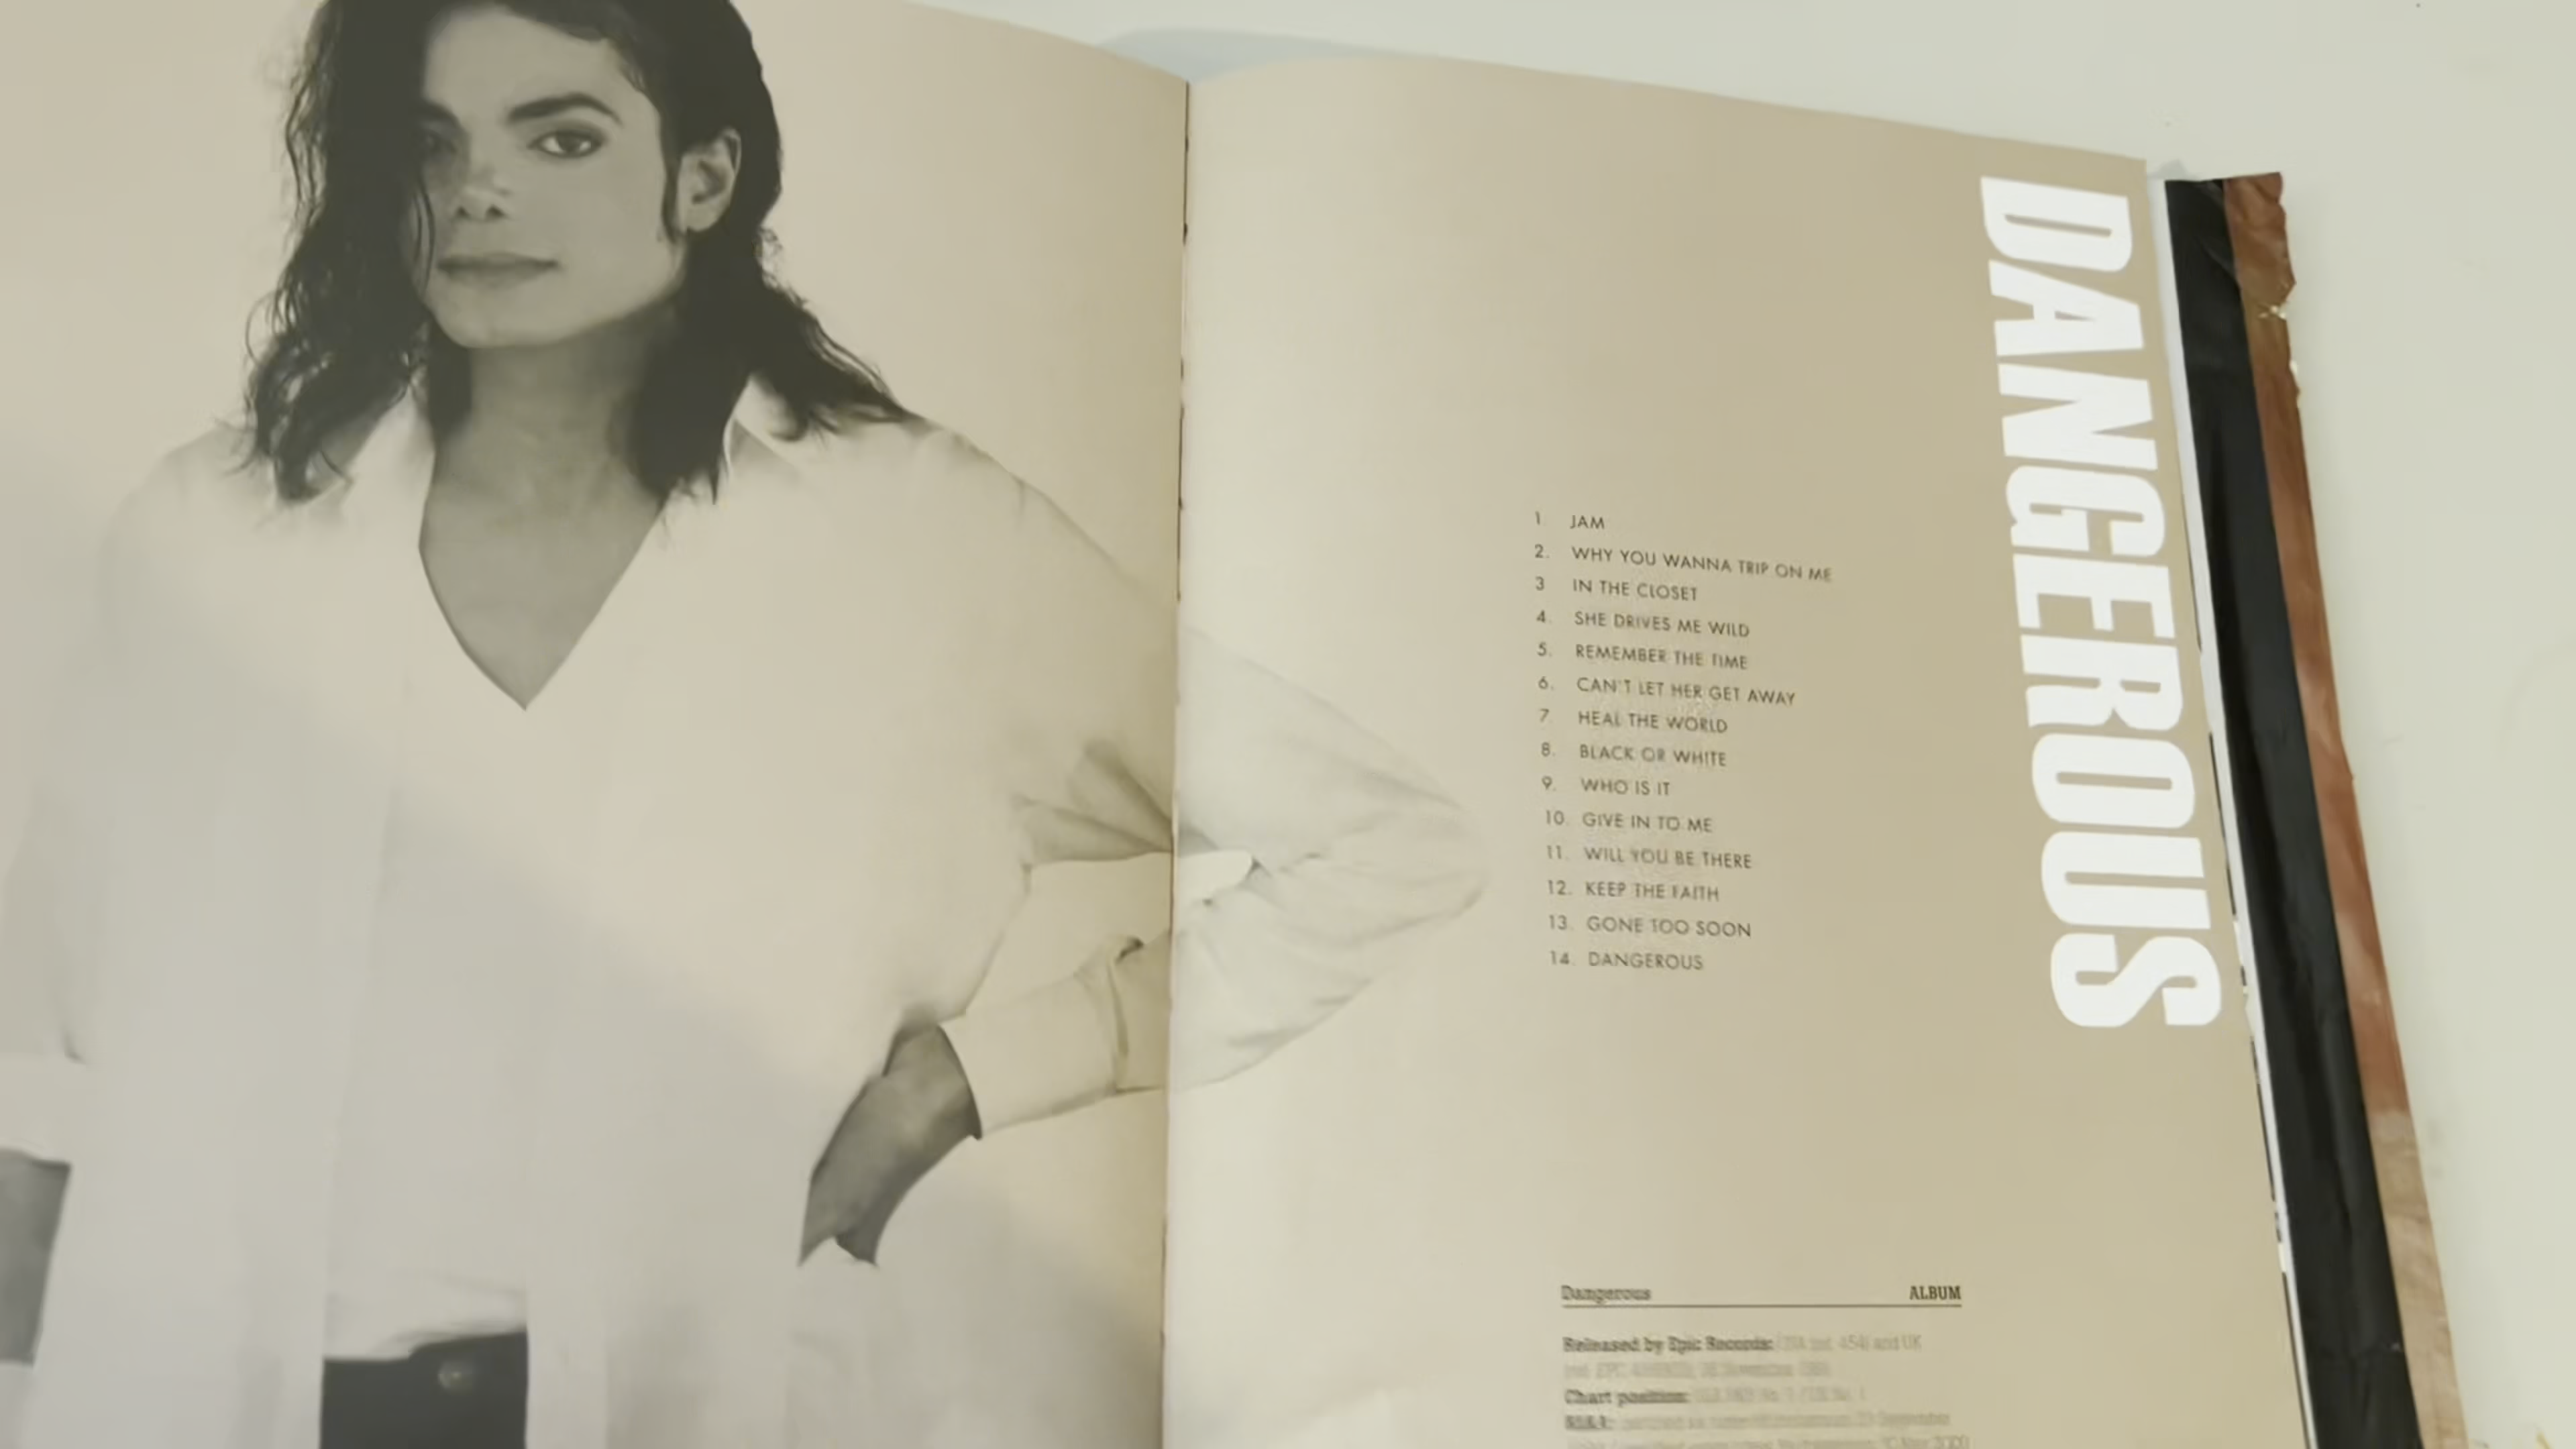 DANGEROUS
1 JAM
2. WHY YOU WANNA TRIP ON ME
3 IN THE CLOSET
4. SHE DRIVES ME WILD
5. REMEMBER THE TIME
6. CAN'T LET HER GET AWAY
7 HEAL THE WORLD
8. BLACK OR WHITE
9. WHO IS IT
10. GIVE IN TO ME
11. WILL YOU BE THERE
12. KEEP THE FAITH
13. GONE TOO SOON
14. DANGEROUS
Dangerous ALBUM
Released by Epic Records: and UK
Chart position: